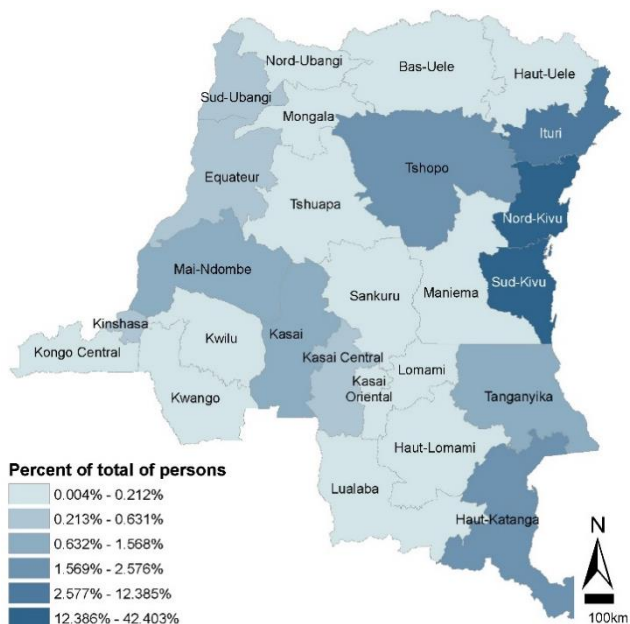 Nord-Ubangi
Bas-Uele
Haut-Uele
Sud-Ubangi
Mongala
Ituri
Tshopo
Equateur
Tshuapa
Nord-Kivu
Mai-Ndombe
Sud-Kivu
Sankuru
Maniema
Kinshasa
Kwilu
Kasai
Kongo Central
Kasai Central
Lomami
Kasai
Oriental
Tanganyika
Kwango
Haut-Lomami
Lualaba
Haut-Katanga
Percent of total of persons
0.004% - 0.212%
0.213% - 0.631%
0.632% - 1.568%
1.569% - 2.576%
2.577% - 12.385%
12.386% - 42.403%
N
100km